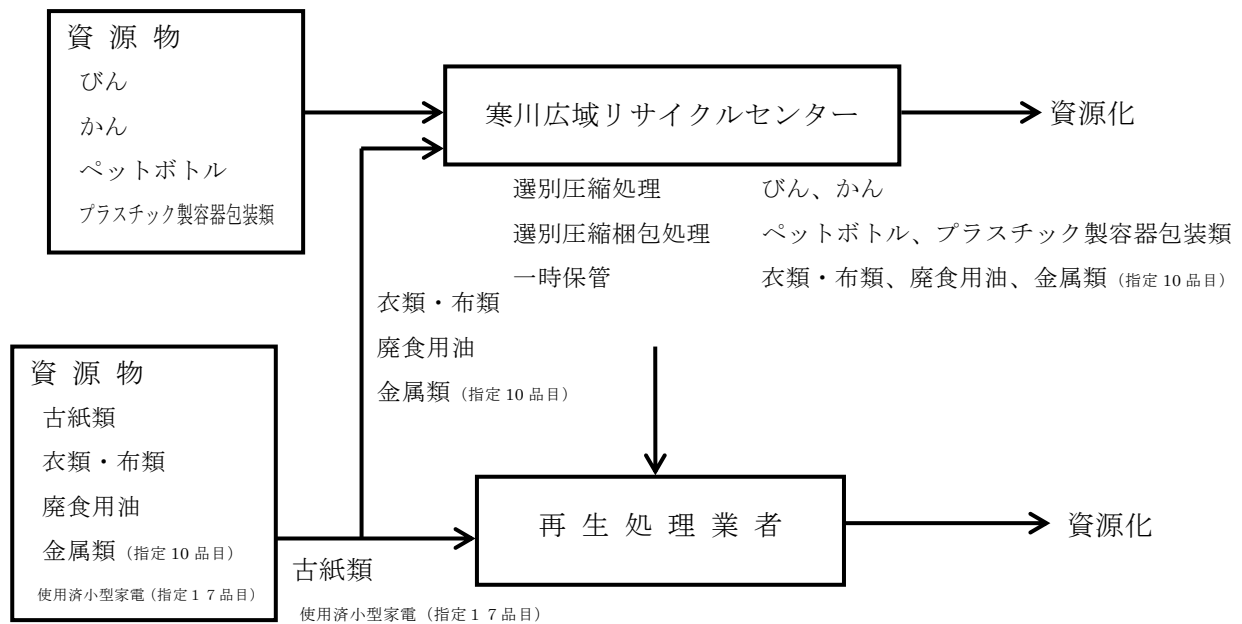 資 源 物
びん
かん
ペットボトル
プラスチック製容器包装類
寒川広域リサイクルセンター
資源化
選別圧縮処理 びん、かん
選別圧縮梱包処理 ペットボトル、プラスチック製容器包装類
一時保管 衣類・布類、廃食用油、金属類（指定 10 品目）
衣類・布類
廃食用油
金属類（指定 10 品目）
資 源 物
古紙類
衣類・布類
廃食用油
金属類（指定 10 品目）
使用済小型家電（指定１７品目）
古紙類
使用済小型家電（指定１７品目）
再 生 処 理 業 者
資源化